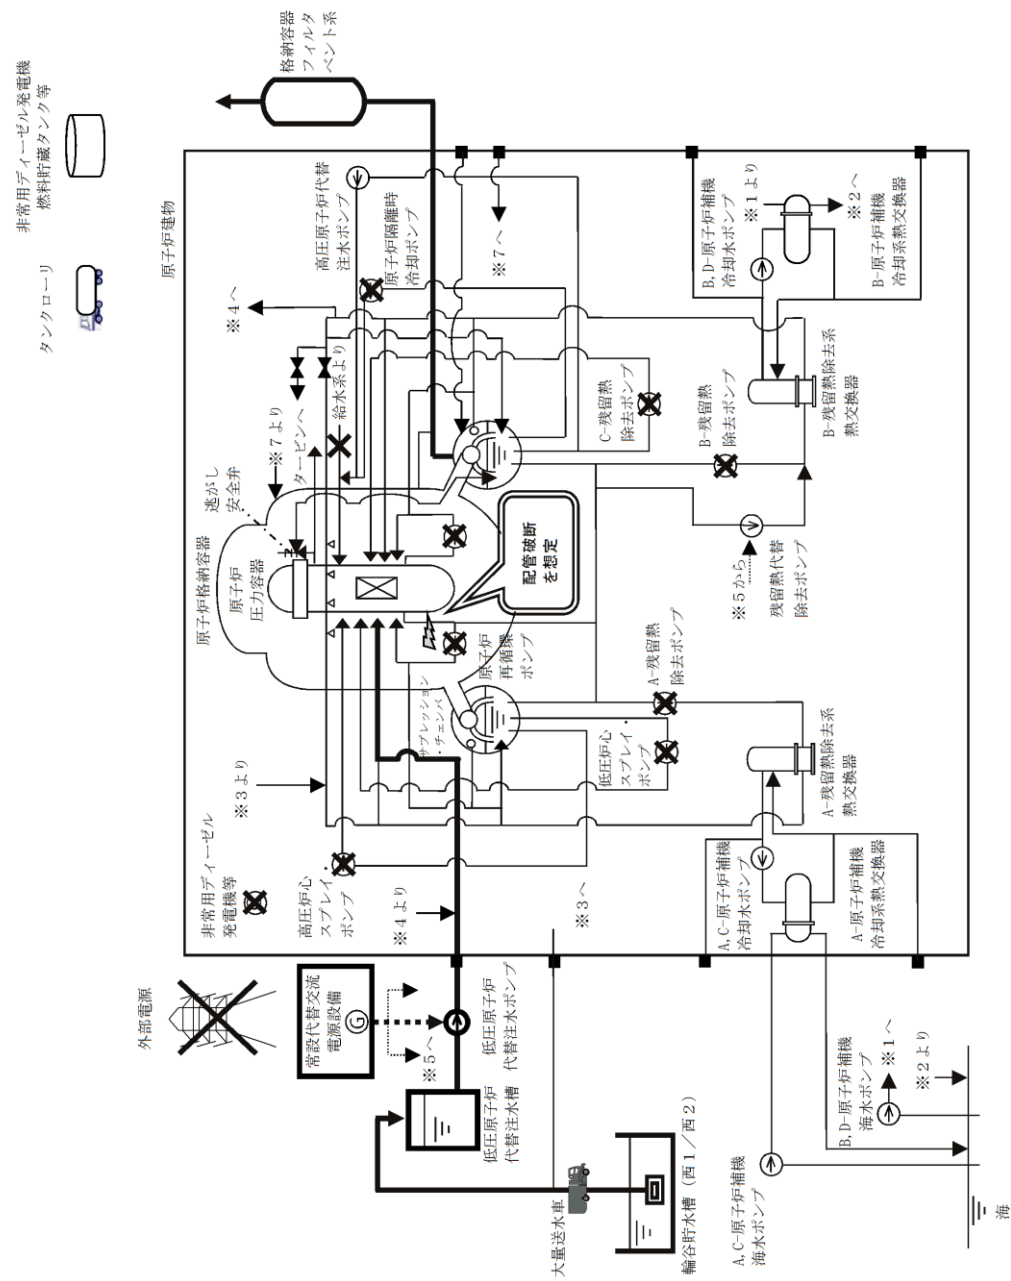 非常用ディーゼル発電機
燃料貯蔵タンク等
タンクローリ
格納容器
フィルタ
ベント系
原子炉建物
※4へ
高圧原子炉代替
注水ポンプ
原子炉隔離時
冷却ポンプ
※7へ
B,D-原子炉補機
冷却水ポンプ
※1より
※2へ
B-原子炉補機
冷却系熱交換器
逃がし
安全弁
※7より
タービンへ
給水系より
C-残留熱
除去ポンプ
B-残留熱
除去ポンプ
B-残留熱除去系
熱交換器
原子炉格納容器
原子炉
圧力容器
配管破断
を想定
※5から
残留熱代替
除去ポンプ
原子炉
再循環
ポンプ
サプレッション
・チェンバ
A-残留熱
除去ポンプ
低圧炉心
スプレイ・
ポンプ
A-残留熱除去系
熱交換器
※3より
非常用ディーゼル
発電機等
高圧炉心
スプレイ・
ポンプ
※4より
※3へ
A,C-原子炉補機
冷却水ポンプ
A-原子炉補機
冷却系熱交換器
外部電源
常設代替交流
電源設備
G
※5へ
低圧原子炉
代替注水ポンプ
低圧原子炉
代替注水槽
大量送水車
輪谷貯水槽（西1／西2）
A,C-原子炉補機
海水ポンプ
B,D-原子炉補機
海水ポンプ
※1へ
※2より
海